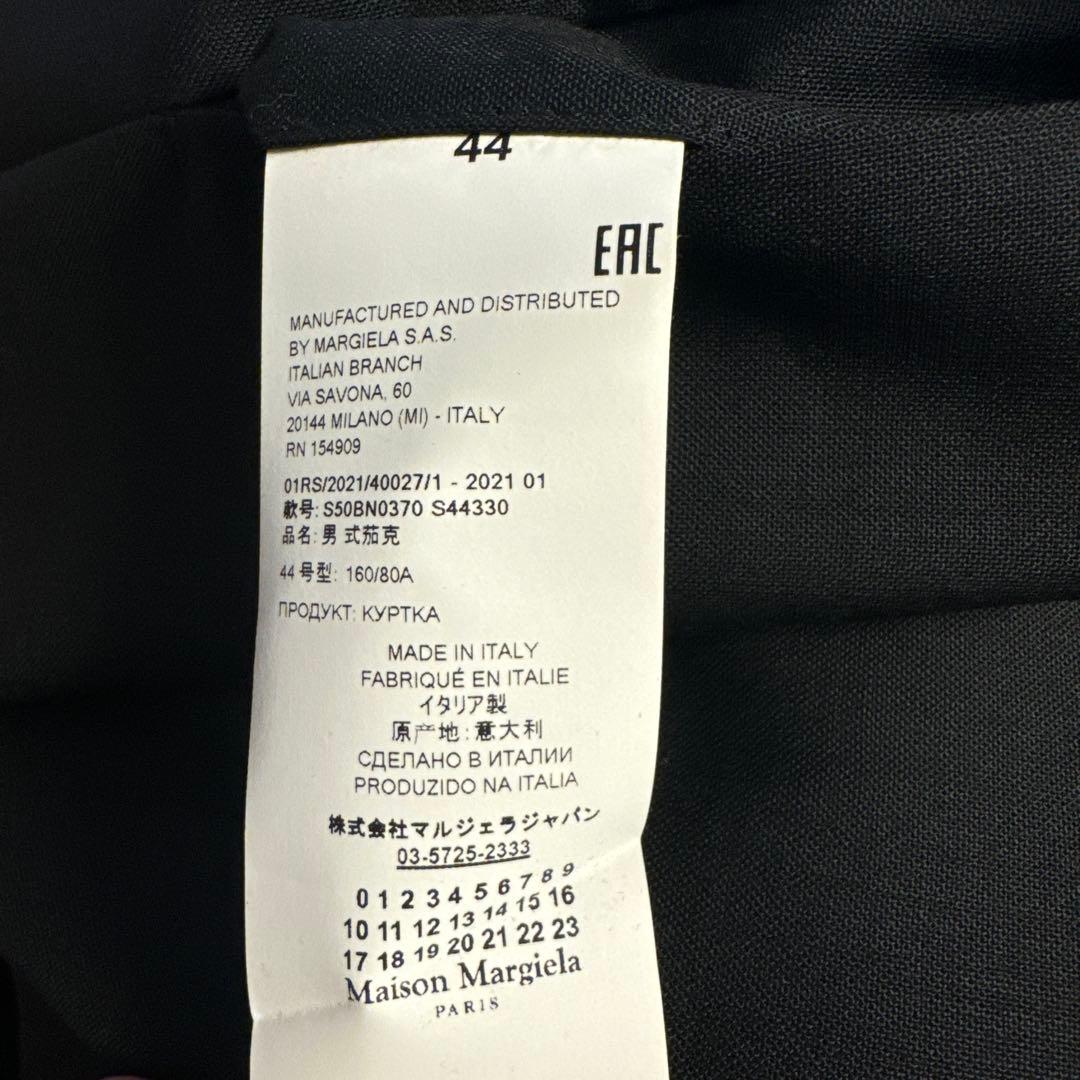 44
EAC
MANUFACTURED AND DISTRIBUTED
BY MARGIELA S.A.S.
ITALIAN BRANCH
VIA SAVONA, 60
20144 MILANO (MI) - ITALY
RN 154909
01RS/2021/40027/1 - 2021 01
款号: S50BN0370 S44330
品名: 男式茄克
44 号型: 160/80A
ПРОДУКТ: КУРТКА
MADE IN ITALY
FABRIQUÉ EN ITALIE
イタリア製
原产地: 意大利
СДЕЛАНО В ИТАЛИИ
PRODUZIDO NA ITALIA
株式会社マルジェラジャパン
03-5725-2333
0 1 2 3 4 5 6 7 8 9
10 11 12 13 14 15 16
17 18 19 20 21 22 23
Maison Margiela
PARIS